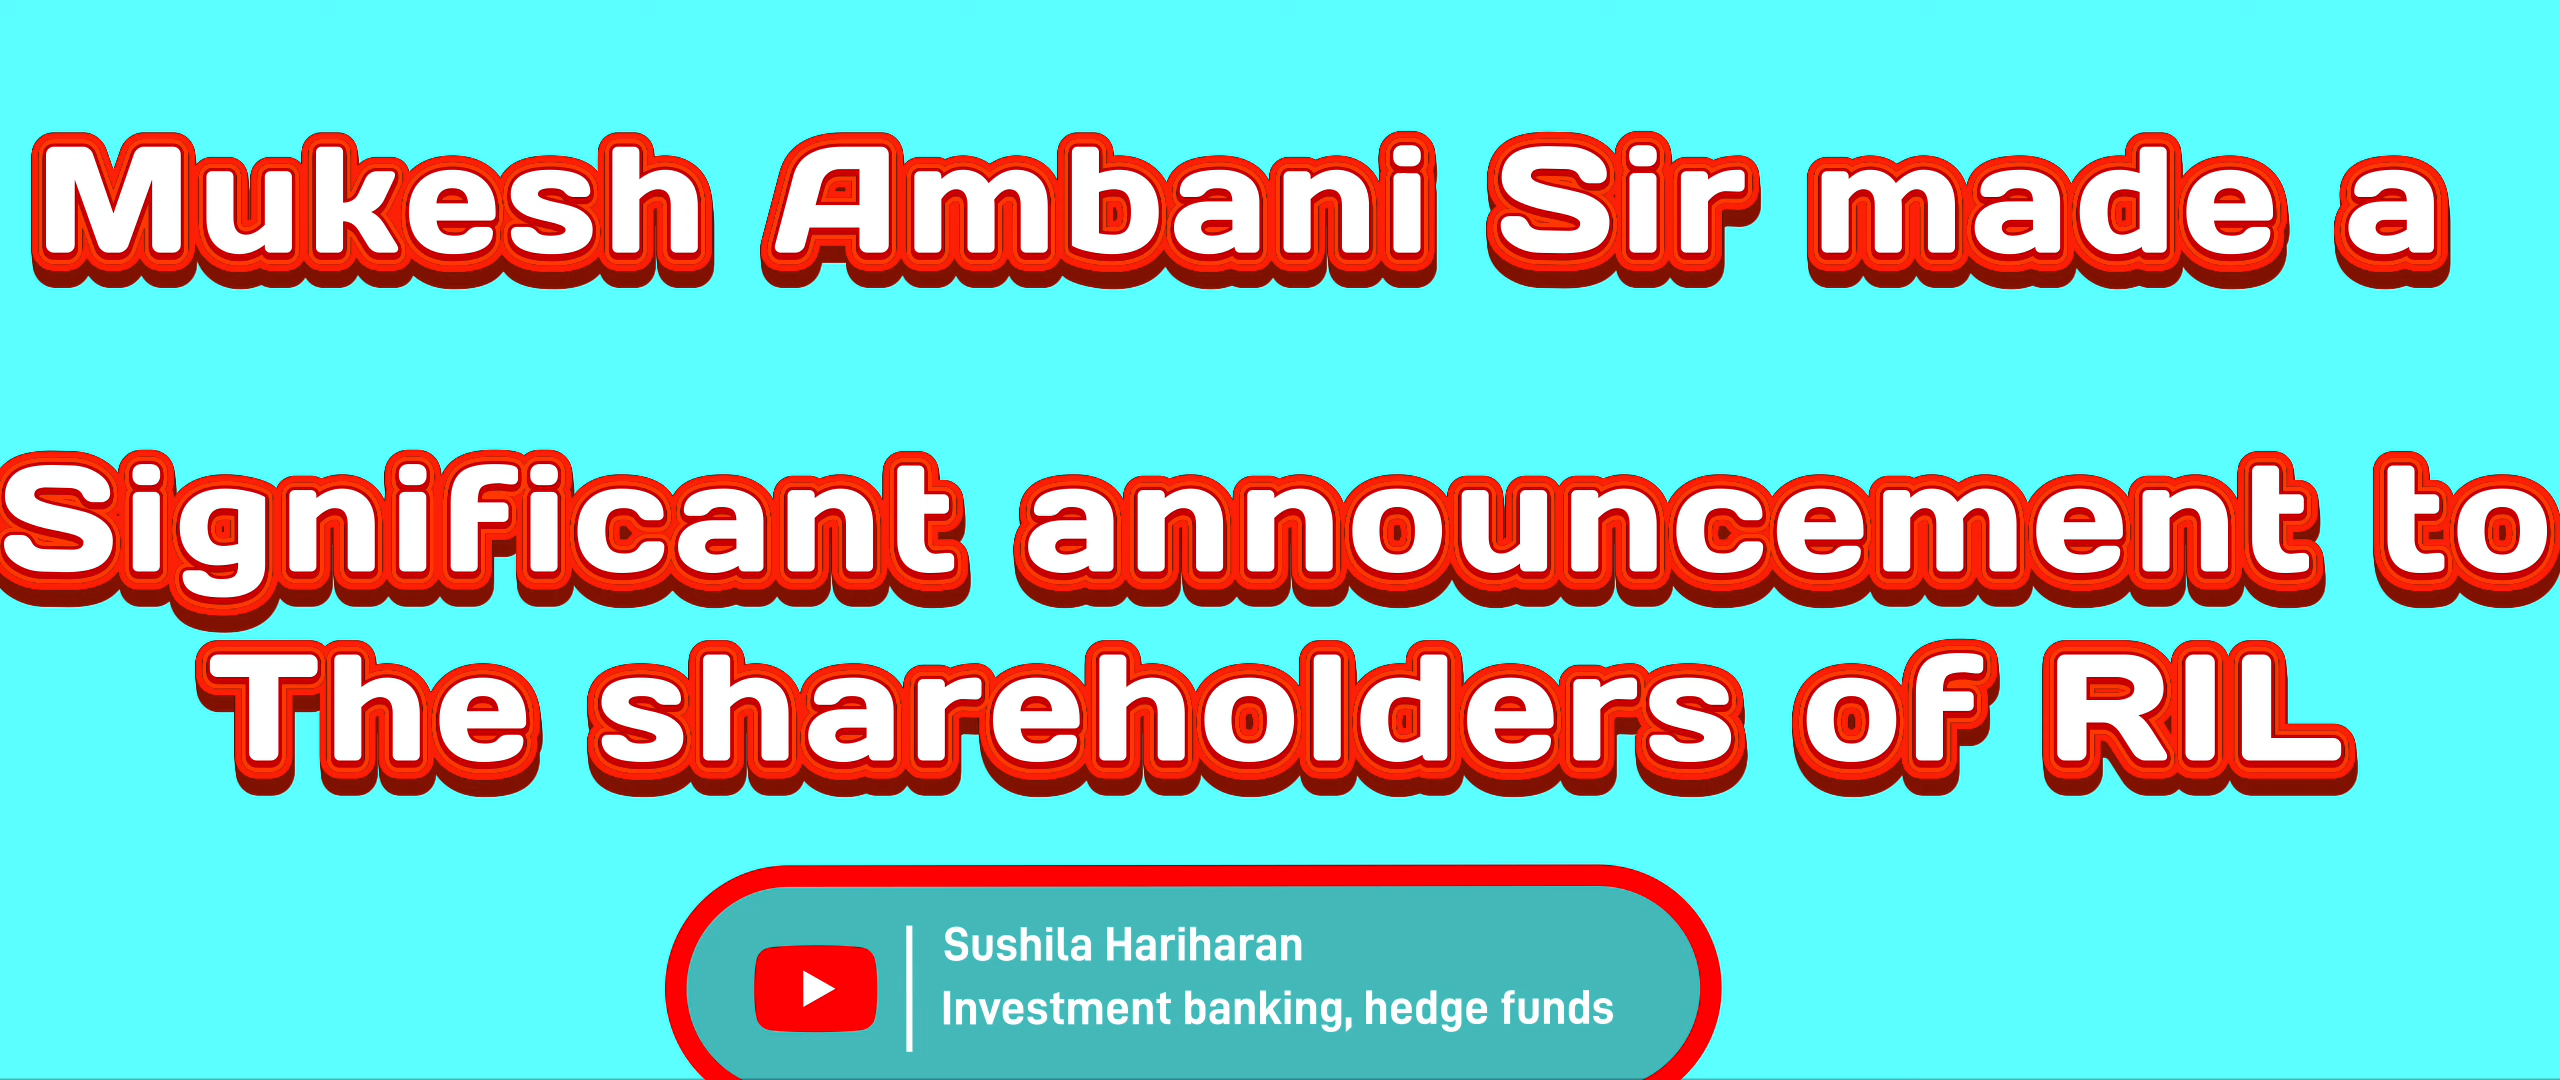 Mukesh Ambani Sir made a
Significant announcement to
The shareholders of RIL
Sushila Hariharan
Investment banking, hedge funds